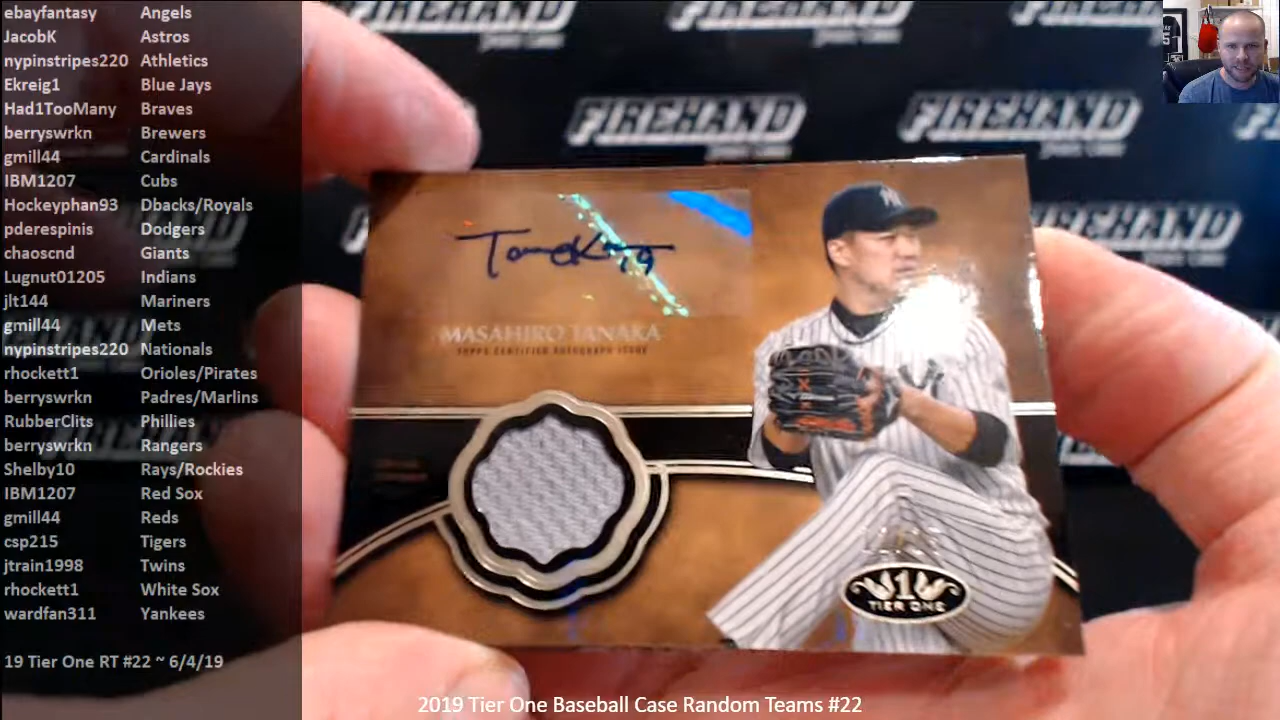 ebayfantasy Angels
JacobK Astros
nypinstripes220 Athletics
Ekreig1 Blue Jays
Had1TooMany Braves
berryswrkn Brewers
gmill44 Cardinals
IBM1207 Cubs
Hockeyphan93 Dbacks/Royals
pderespinis Dodgers
chaoscnd Giants
Lugnut01205 Indians
jlt144 Mariners
gmill44 Mets
nypinstripes220 Nationals
rhockett1 Orioles/Pirates
berryswrkn Padres/Marlins
RubberClits Phillies
berryswrkn Rangers
Shelby10 Rays/Rockies
IBM1207 Red Sox
gmill44 Reds
csp215 Tigers
jtrain1998 Twins
rhockett1 White Sox
wardfan311 Yankees
19 Tier One RT #22 ~ 6/4/19
FIREHAND
FIREHAND
FIREHAND
MASAHIRO TANAKA
TOPPS CERTIFIED AUTOGRAPH ISSUE
NY
1
TIER ONE
2019 Tier One Baseball Case Random Teams #22